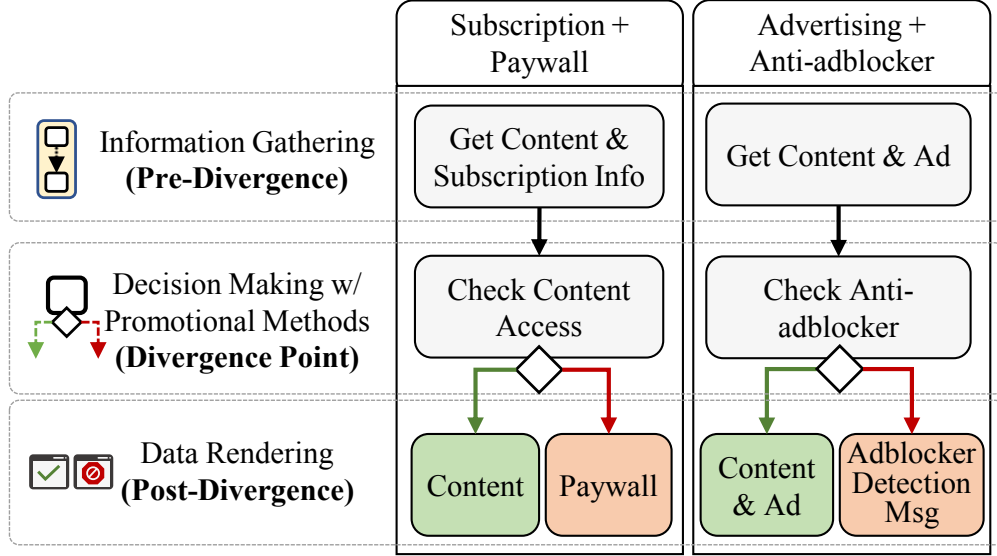 Subscription +
Paywall
Advertising +
Anti-adblocker
Information Gathering
(Pre-Divergence)
Get Content &
Subscription Info
Get Content & Ad
Decision Making w/
Promotional Methods
(Divergence Point)
Check Content
Access
Check Anti-
adblocker
Data Rendering
(Post-Divergence)
Content
Paywall
Content
& Ad
Adblocker
Detection
Msg